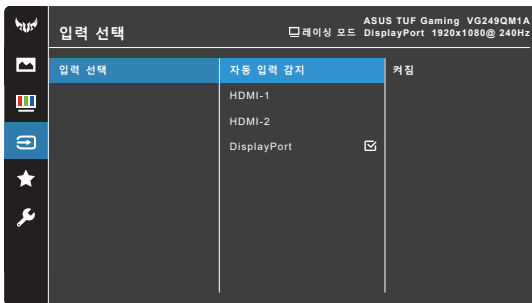 입력 선택
레이싱 모드
ASUS TUF Gaming VG249QM1A
DisplayPort 1920x1080@ 240Hz
입력 선택
자동 입력 감지
켜짐
HDMI-1
HDMI-2
DisplayPort